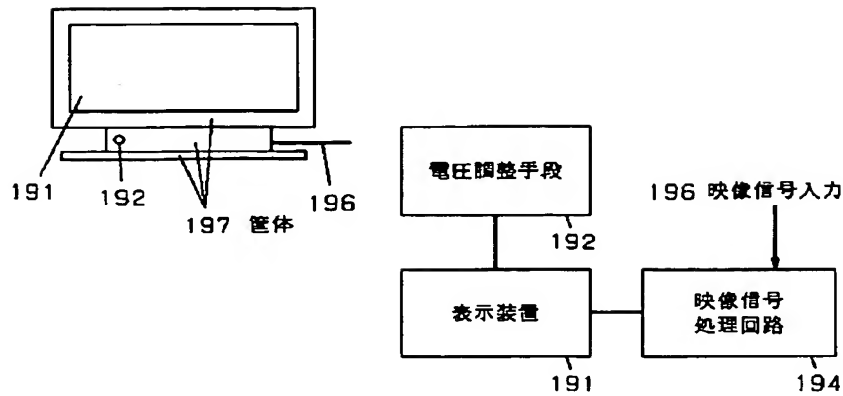 191
192
197 筐体
196
電圧調整手段
192
196 映像信号入力
表示装置
191
映像信号
処理回路
194